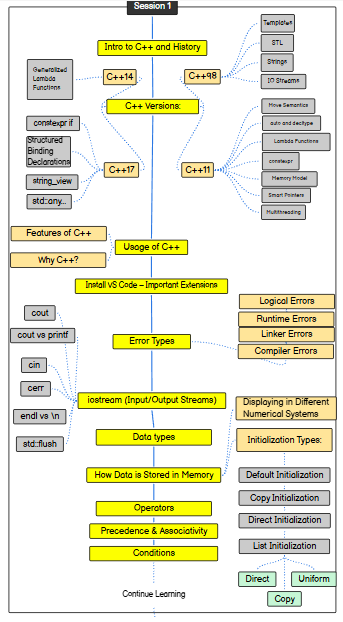 Session 1
Intro to C++ and History
Templates
STL
Strings
IO Streams
Generalized
Lambda
Functions
C++14
C++98
C++ Versions:
Move Semantics
auto and decltype
Lambda Functions
constexpr
Memory Model
Smart Printers
Multithreading
constexpr if
Structured
Binding
Declarations
string_view
std::any..
C++17
C++11
Features of C++
Why C++?
Usage of C++
Install VS Code – Important Extensions
Error Types
Logical Errors
Runtime Errors
Linker Errors
Compiler Errors
cout
cout vs printf
cin
cerr
endl vs \n
std::flush
iostream (Input/Output Streams)
Data types
How Data is Stored in Memory
Displaying in Different
Numerical Systems
Initialization Types:
Default Initialization
Copy Initialization
Direct Initialization
List Initialization
Direct
Uniform
Copy
Operators
Precedence & Associativity
Conditions
Continue Learning